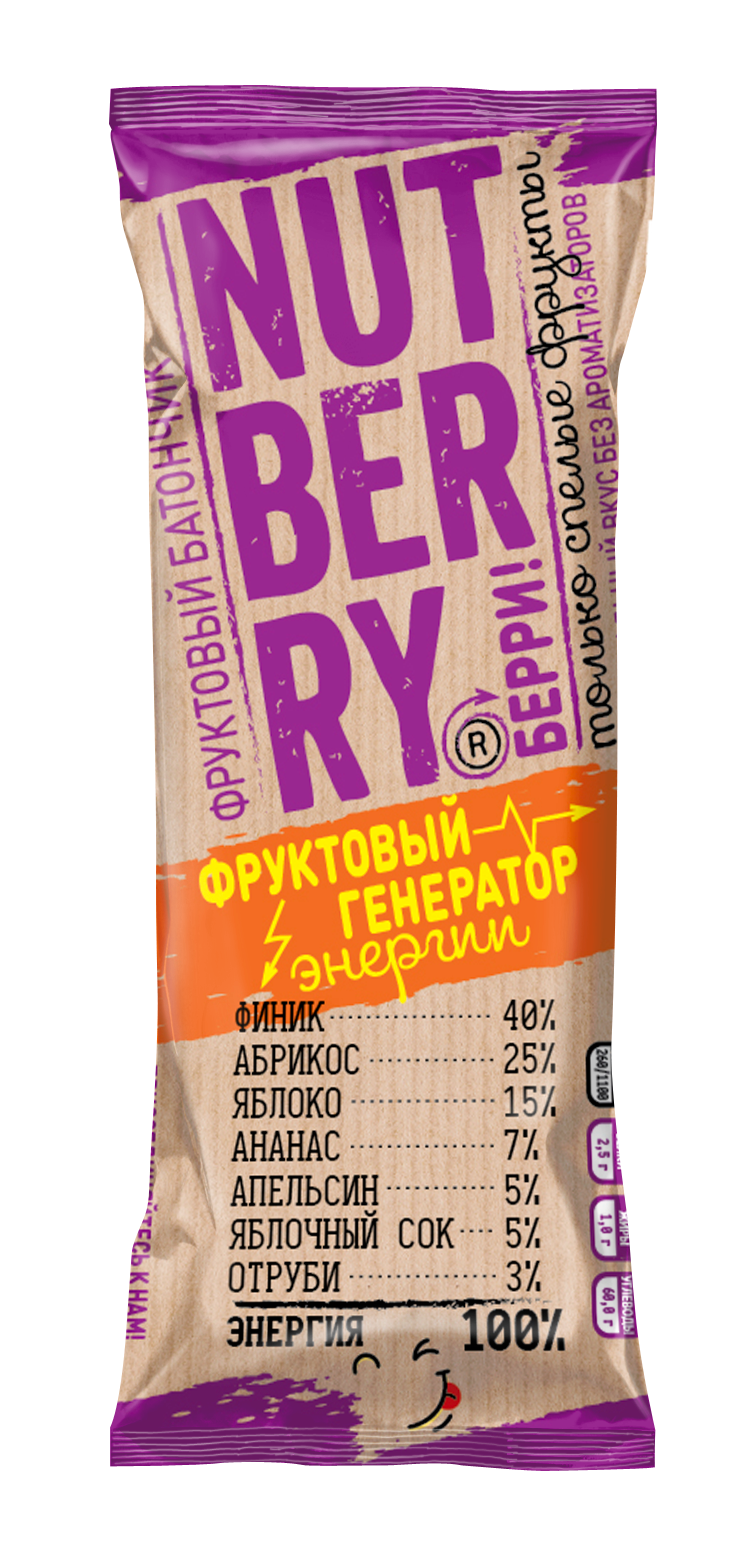 NUT
BER
RY
®
БЕРРИ!
ФРУКТОВЫЙ БАТОНЧИК
только спелые фрукты
ВКУС БЕЗ АРОМАТИЗАТОРОВ
ФРУКТОВЫЙ
ГЕНЕРАТОР
энергии
ФИНИК 40%
АБРИКОС 25%
ЯБЛОКО 15%
АНАНАС 7%
АПЕЛЬСИН 5%
ЯБЛОЧНЫЙ СОК 5%
ОТРУБИ 3%
ЭНЕРГИЯ 100%
260/1100
2,5 г
ЖИРЫ
1,0 г
УГЛЕВОДЫ
60,0 г
К НАМ!